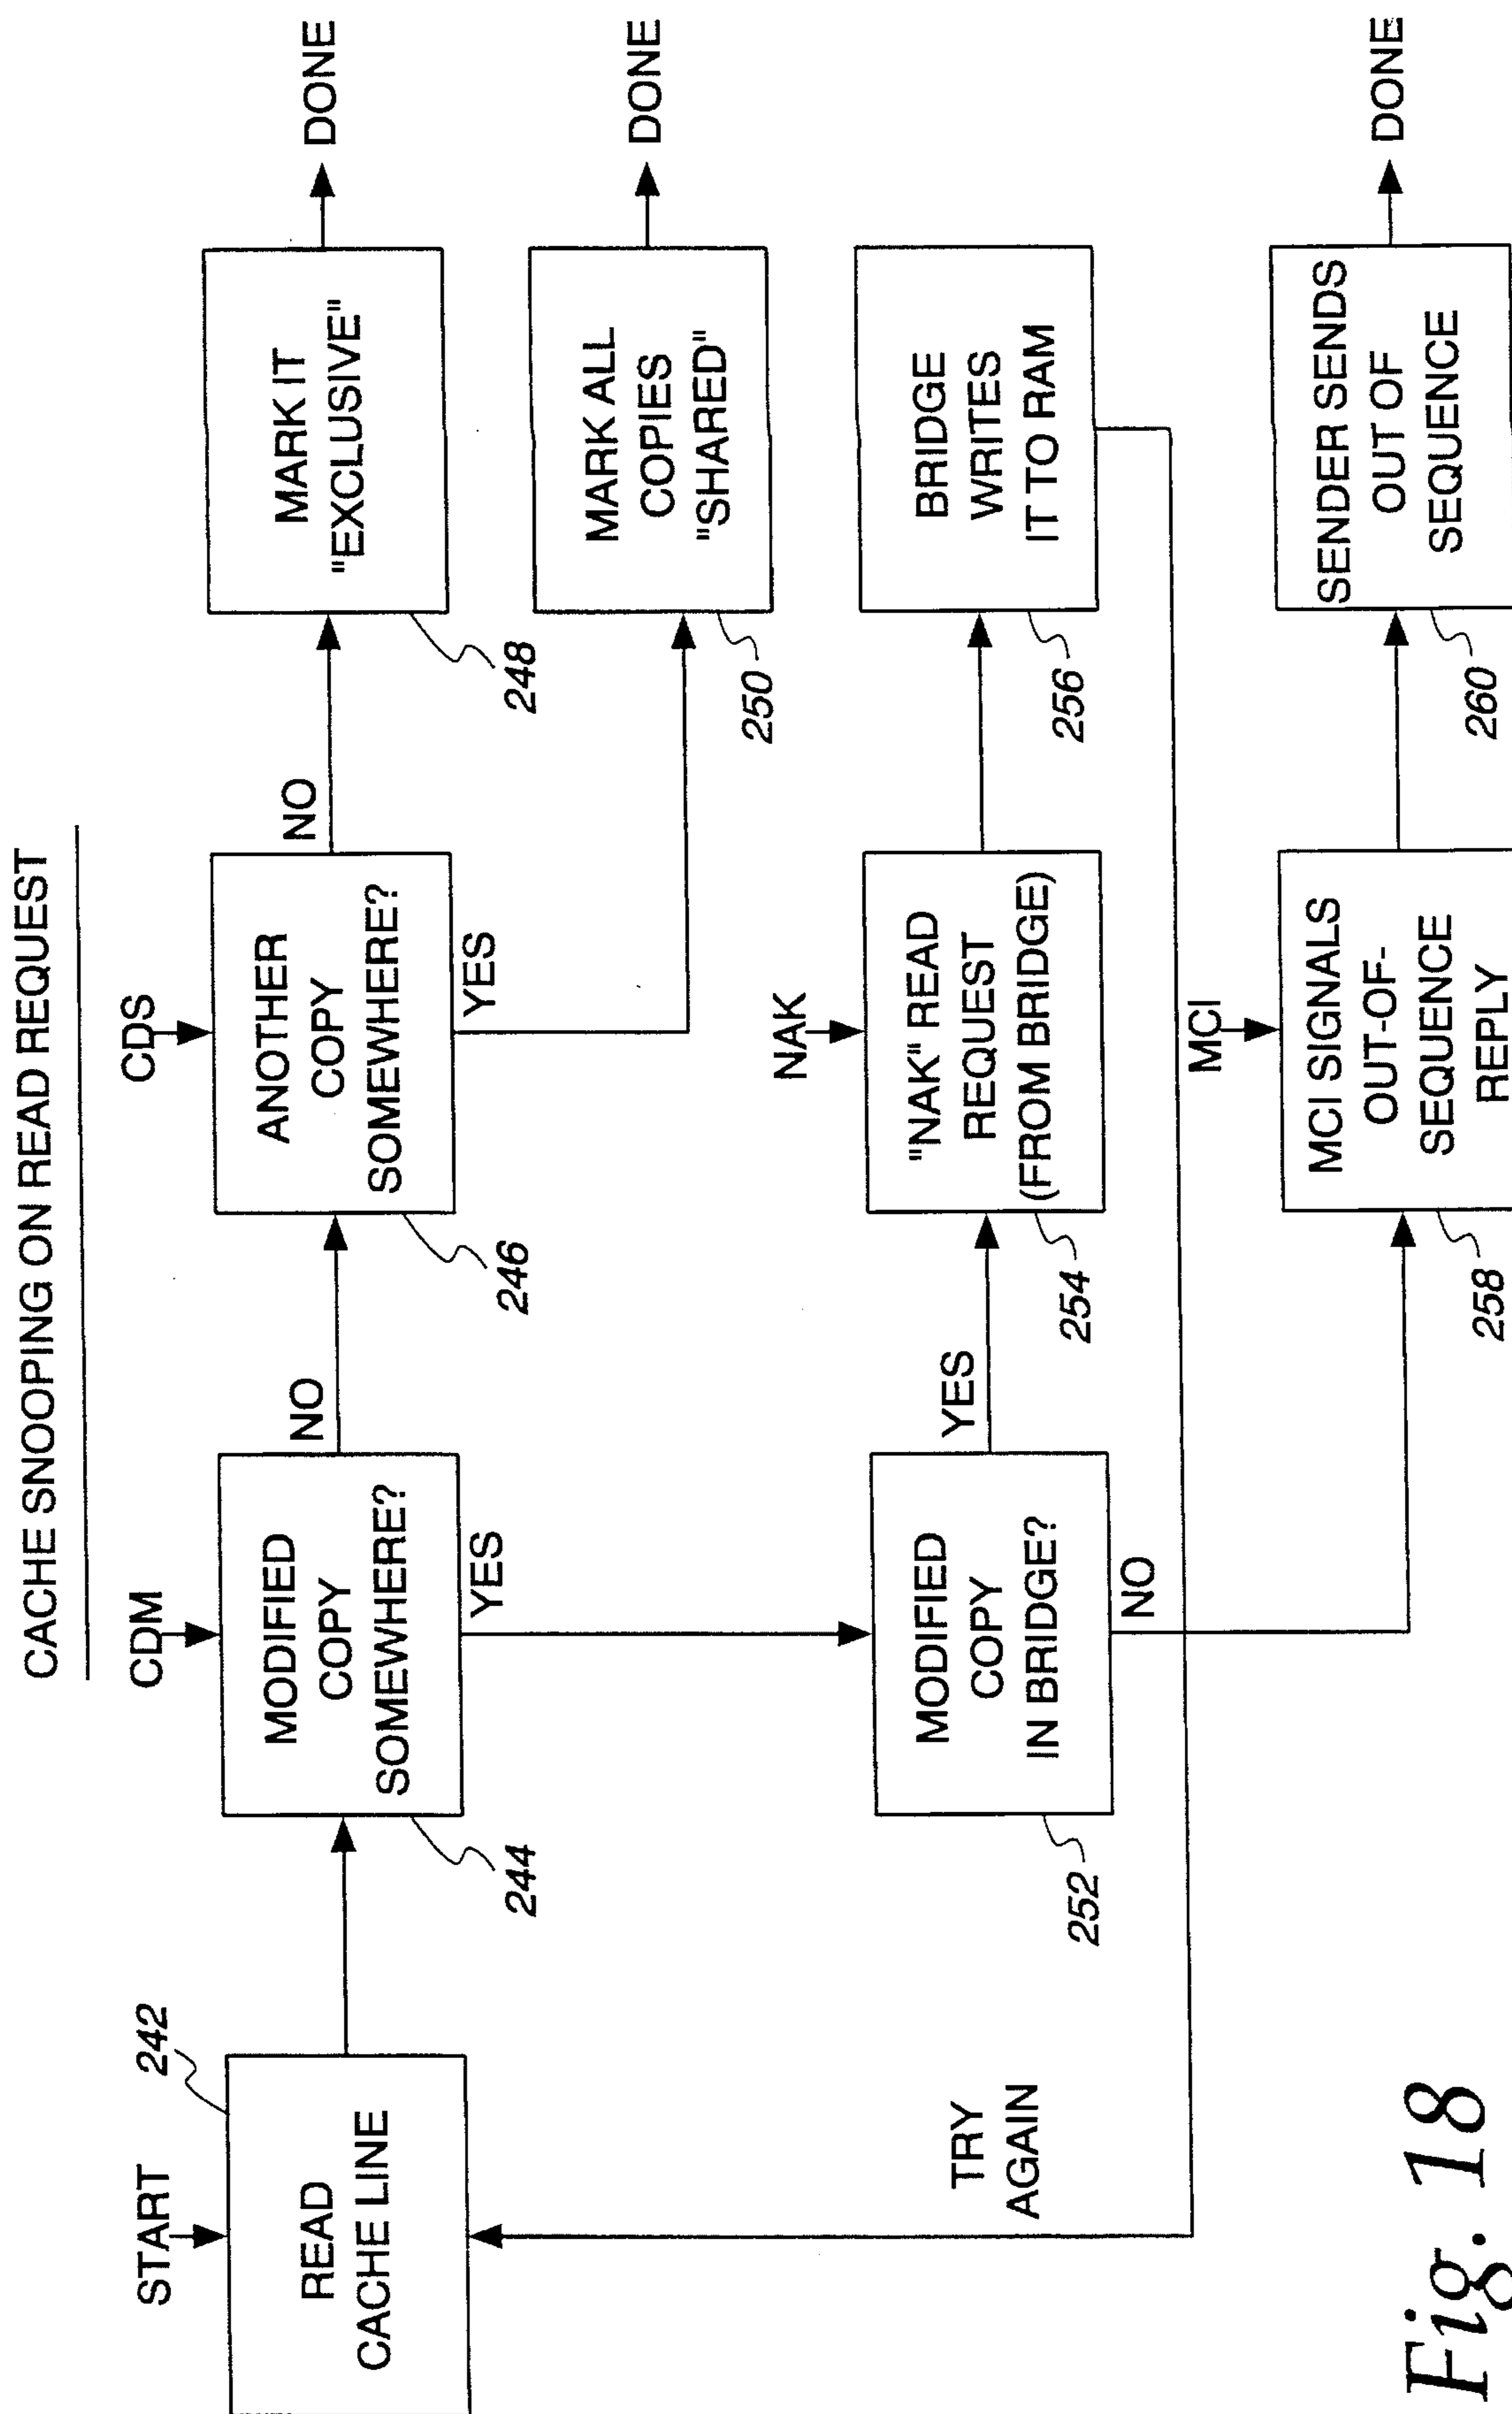 CACHE SNOOPING ON READ REQUEST
START
242
READ
CACHE LINE
CDM
MODIFIED
COPY
SOMEWHERE?
244
NO
YES
CDS
ANOTHER
COPY
SOMEWHERE?
246
NO
YES
MARK IT
"EXCLUSIVE"
248
DONE
MARK ALL
COPIES
"SHARED"
250
DONE
MODIFIED
COPY
IN BRIDGE?
252
YES
NO
NAK
"NAK" READ
REQUEST
(FROM BRIDGE)
254
BRIDGE
WRITES
IT TO RAM
256
TRY
AGAIN
MCI
MCI SIGNALS
OUT-OF-
SEQUENCE
REPLY
258
SENDER SENDS
OUT OF
SEQUENCE
260
DONE
Fig. 18